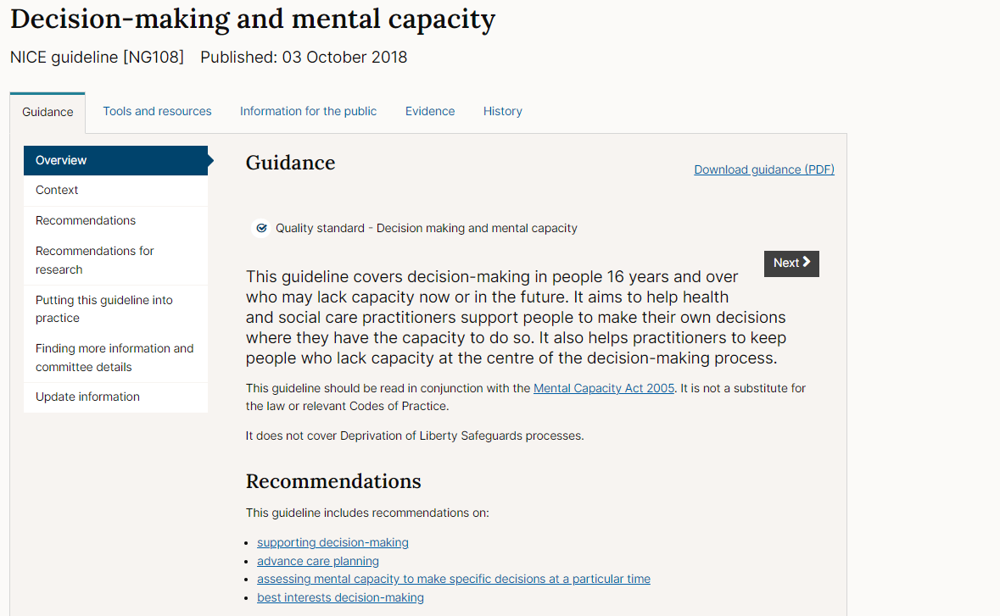 Decision-making and mental capacity
NICE guideline [NG108] Published: 03 October 2018
Guidance Tools and resources Information for the public Evidence History
Overview
Context
Recommendations
Recommendations for
research
Putting this guideline into
practice
Finding more information and
committee details
Update information
Guidance
Download guidance (PDF)
Quality standard - Decision making and mental capacity
Next
This guideline covers decision-making in people 16 years and over
who may lack capacity now or in the future. It aims to help health
and social care practitioners support people to make their own decisions
where they have the capacity to do so. It also helps practitioners to keep
people who lack capacity at the centre of the decision-making process.
This guideline should be read in conjunction with the Mental Capacity Act 2005. It is not a substitute for
the law or relevant Codes of Practice.
It does not cover Deprivation of Liberty Safeguards processes.
Recommendations
This guideline includes recommendations on:
• supporting decision-making
• advance care planning
• assessing mental capacity to make specific decisions at a particular time
• best interests decision-making